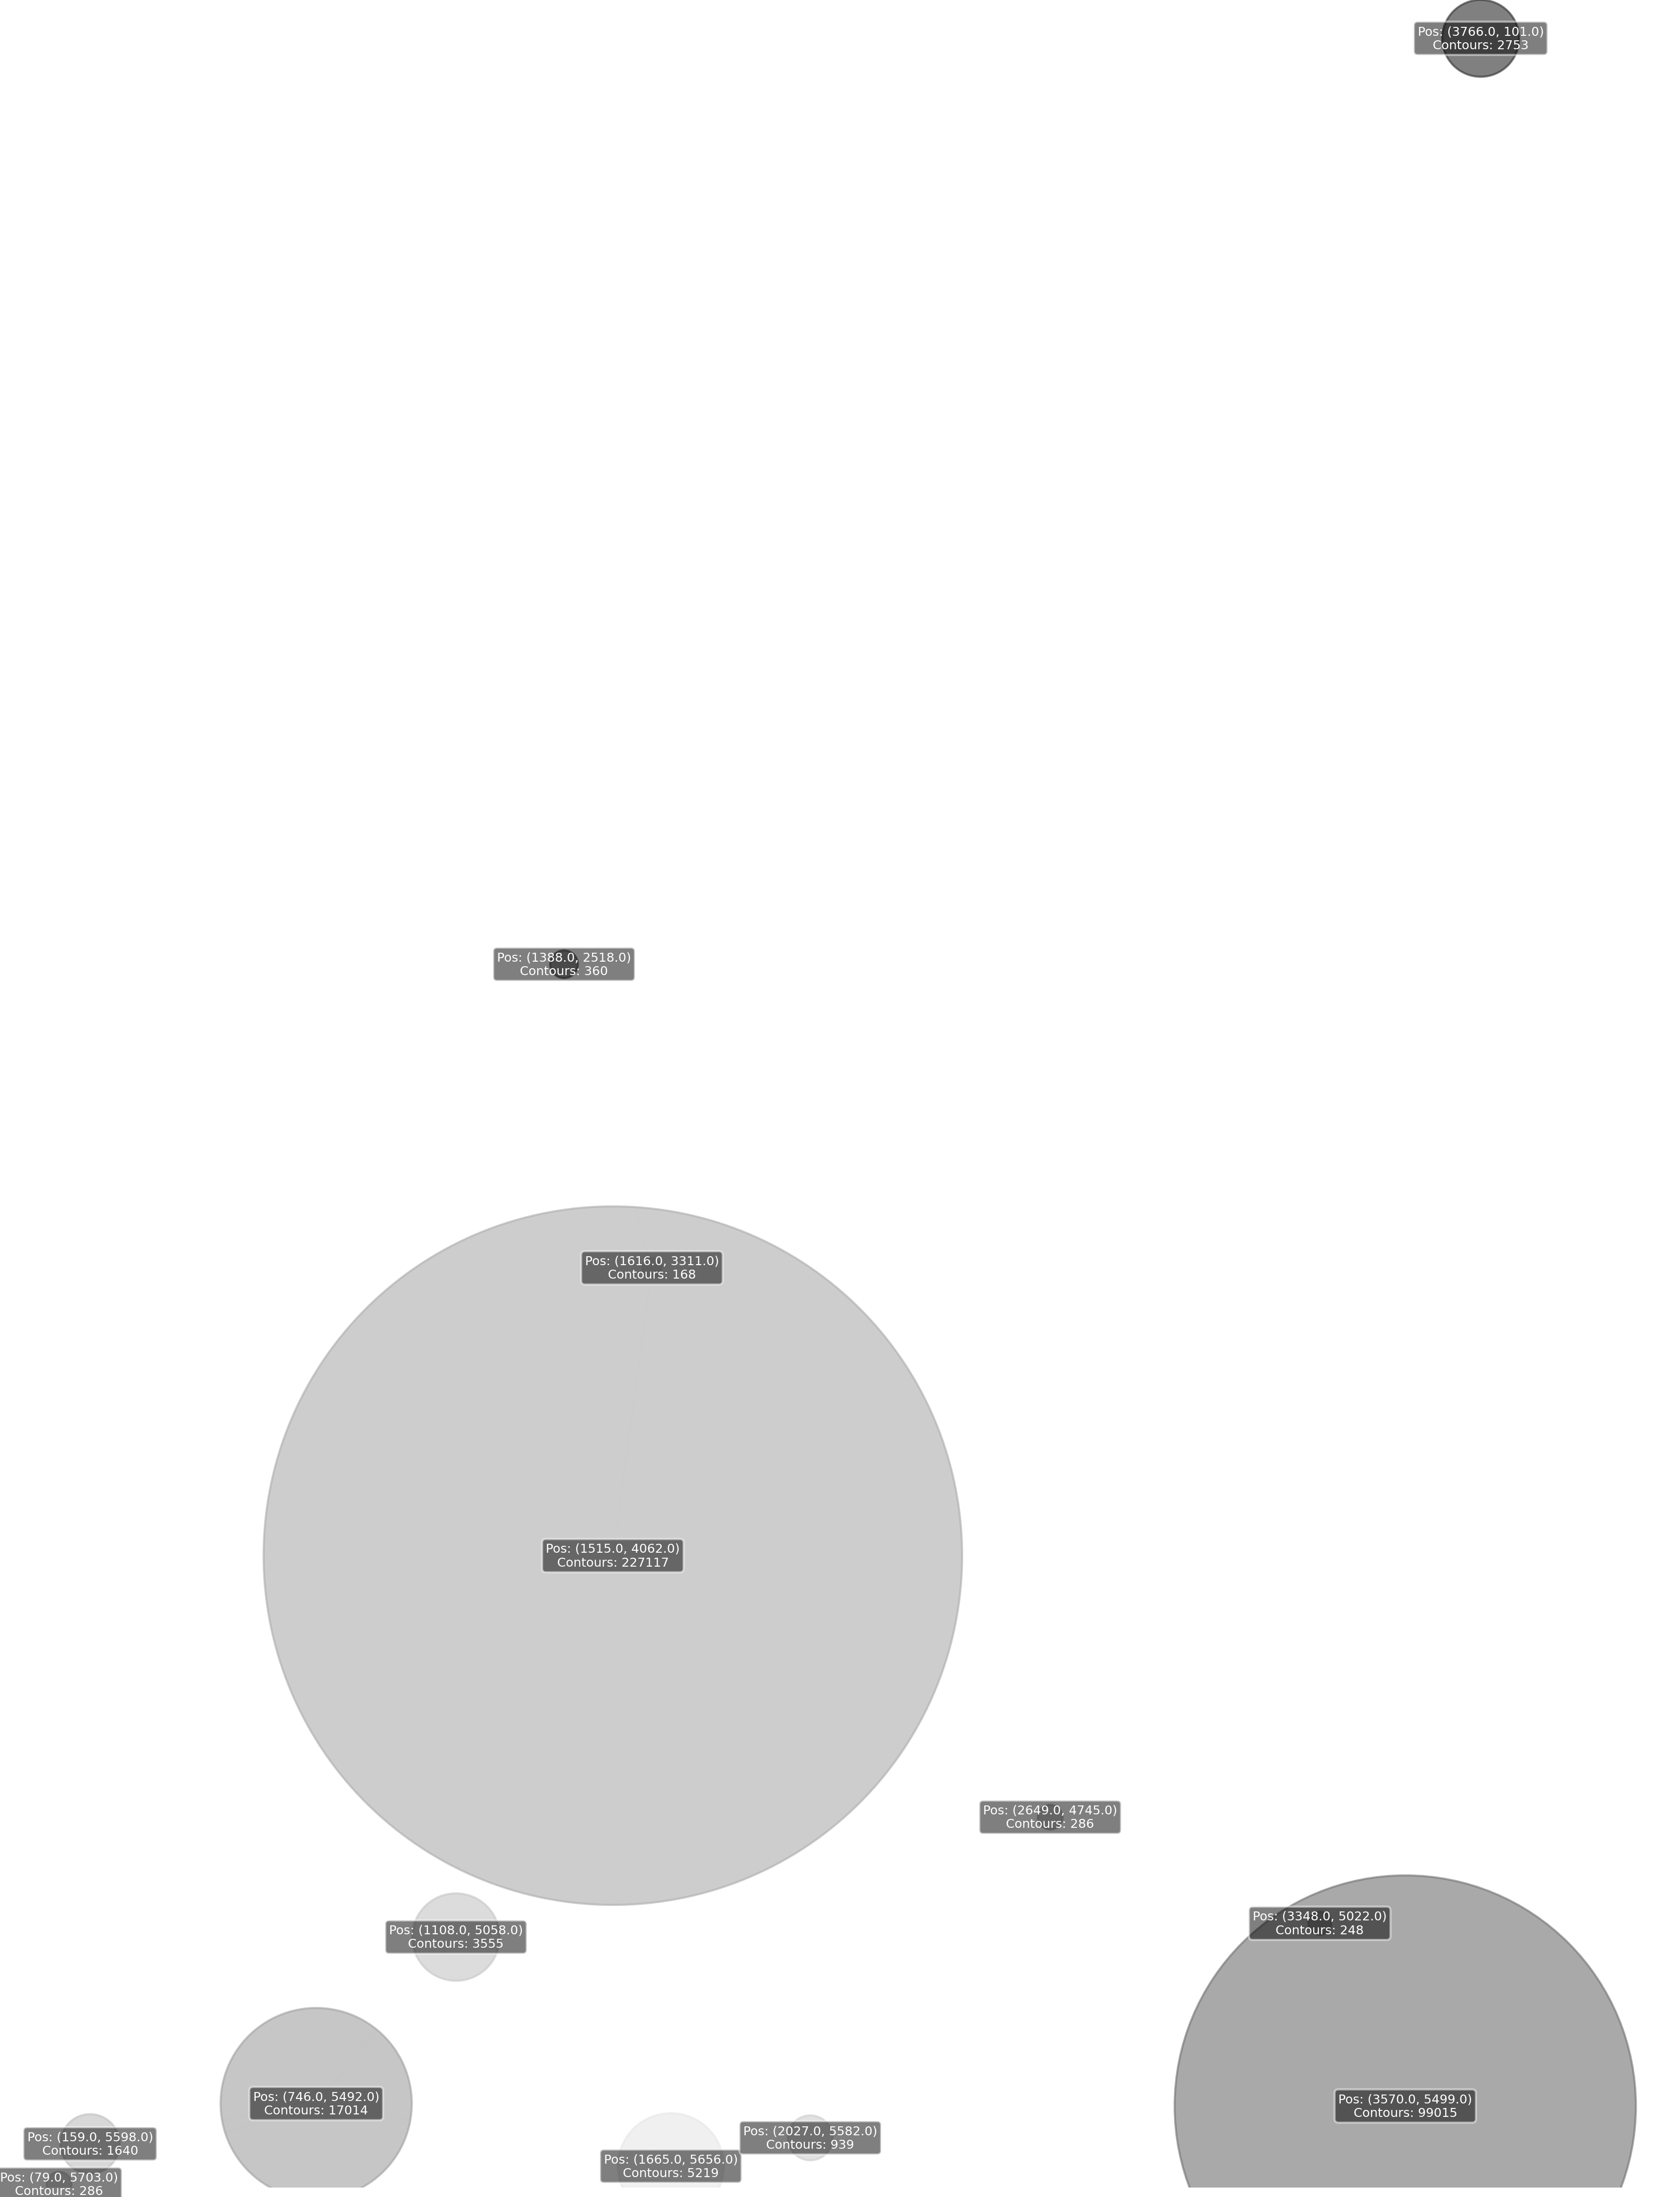 Pos: (3766.0, 101.0)
Contours: 2753
Pos: (1388.0, 2518.0)
Contours: 360
Pos: (1616.0, 3311.0)
Contours: 168
Pos: (1515.0, 4062.0)
Contours: 227117
Pos: (2649.0, 4745.0)
Contours: 286
Pos: (3348.0, 5022.0)
Contours: 248
Pos: (1108.0, 5058.0)
Contours: 3555
Pos: (746.0, 5492.0)
Contours: 17014
Pos: (3570.0, 5499.0)
Contours: 99015
Pos: (2027.0, 5582.0)
Contours: 939
Pos: (159.0, 5598.0)
Contours: 1640
Pos: (1665.0, 5656.0)
Contours: 5219
Pos: (79.0, 5703.0)
Contours: 286